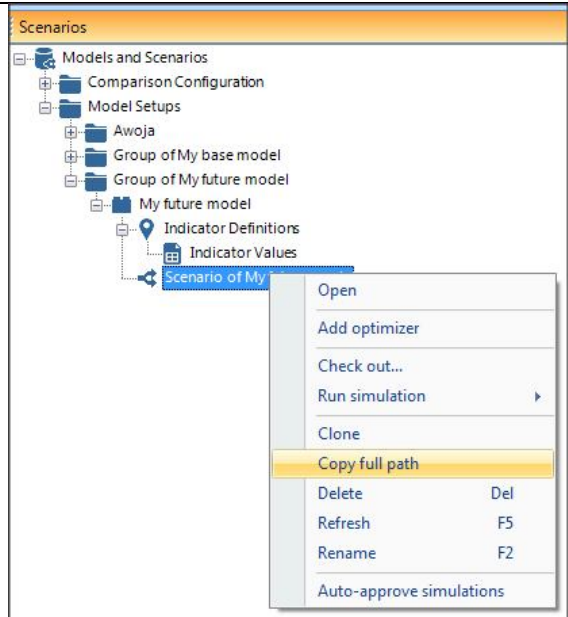 Scenarios
Models and Scenarios
Comparison Configuration
Model Setups
Awoja
Group of My base model
Group of My future model
My future model
Indicator Definitions
Indicator Values
Scenario of My
Open
Add optimizer
Check out...
Run simulation
Clone
Copy full path
Delete Del
Refresh F5
Rename F2
Auto-approve simulations